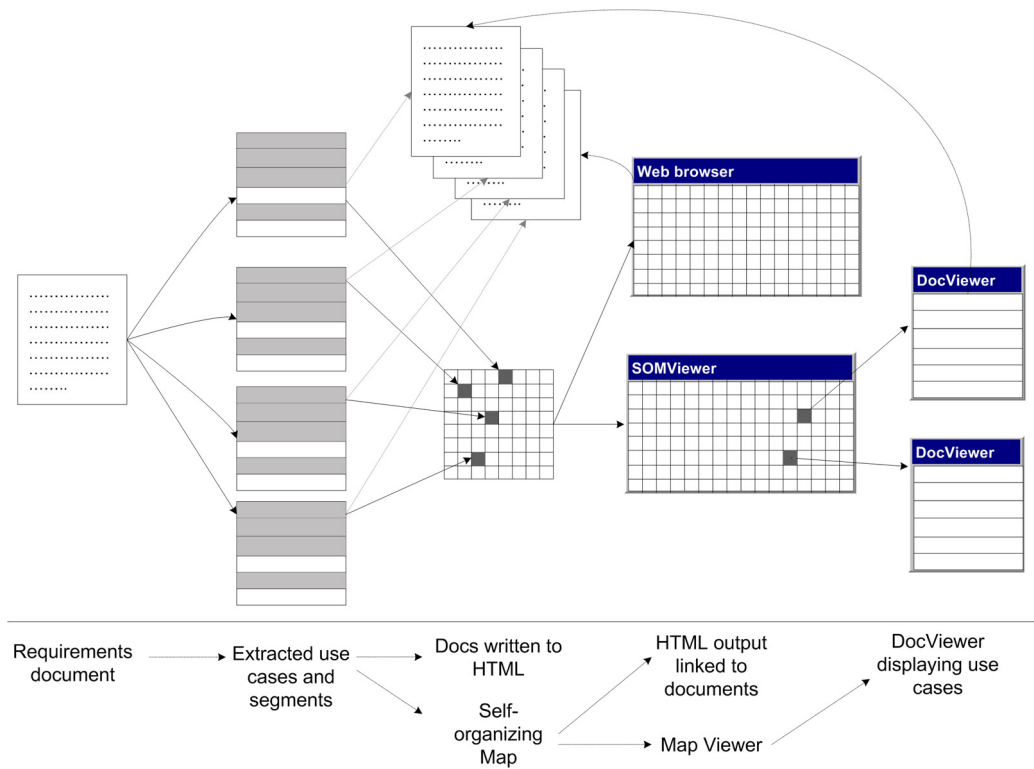 Web browser
DocViewer
SOMViewer
DocViewer
Requirements
document
Extracted use
cases and
segments
Docs written to
HTML
Self-
organizing
Map
HTML output
linked to
documents
Map Viewer
DocViewer
displaying use
cases